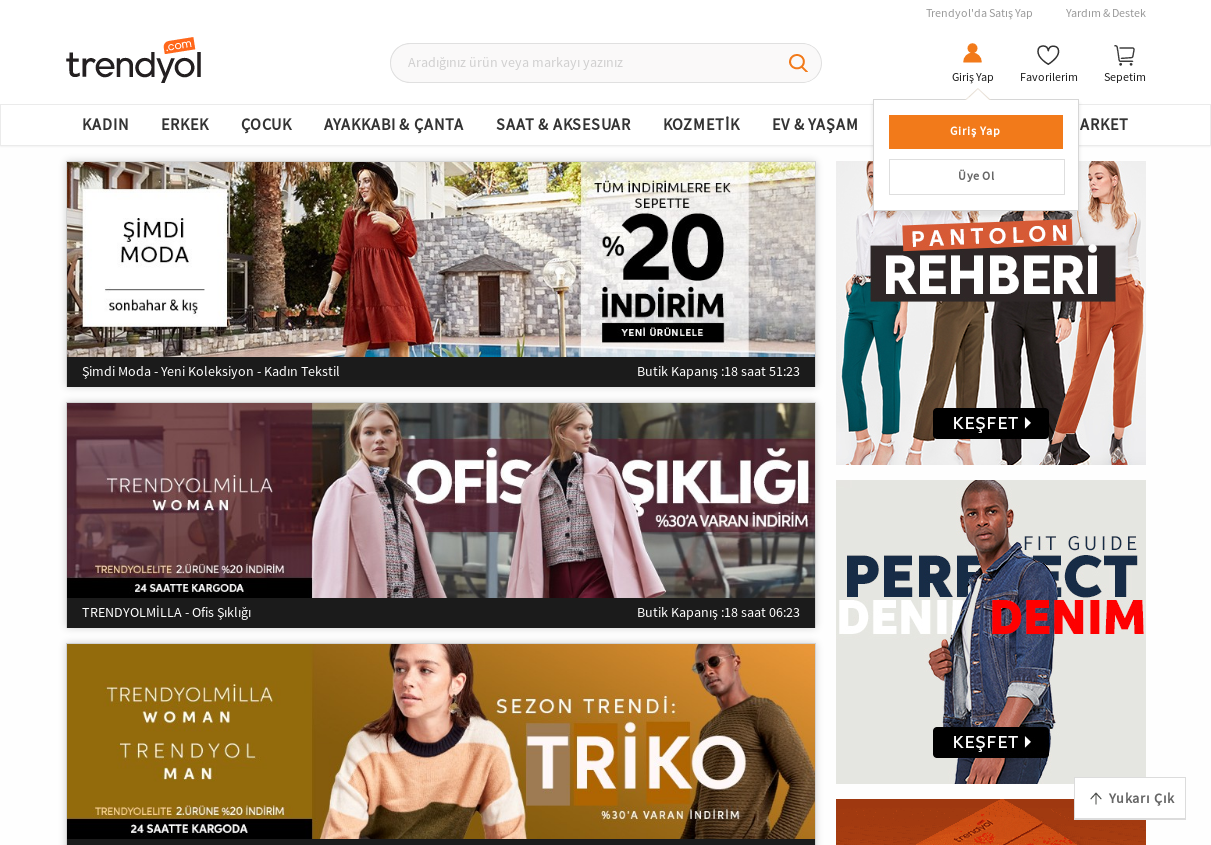 Trendyol'da Satış Yap
Yardım & Destek
trendyol
.com
Aradığınız ürün veya markayı yazınız
Giriş Yap
Favorilerim
Sepetim
KADIN
ERKEK
ÇOCUK
AYAKKABI & ÇANTA
SAAT & AKSESUAR
KOZMETİK
EV & YAŞAM
ARKET
Giriş Yap
Üye Ol
ŞİMDİ
MODA
sonbahar & kış
TÜM İNDİRİMLERE EK
SEPETTE
%20
İNDİRİM
YENİ ÜRÜNLELE
Şimdi Moda - Yeni Koleksiyon - Kadın Tekstil
Butik Kapanış :18 saat 51:23
PANTOLON
REHBERİ
KEŞFET
TRENDYOLMİLLA
WOMAN
TRENDYOLELITE 2.ÜRÜNE %20 İNDİRİM
24 SAATTE KARGODA
OFİS ŞIKLIĞI
%30'A VARAN İNDİRİM
TRENDYOLMİLLA - Ofis Şıklığı
Butik Kapanış :18 saat 06:23
FIT GUIDE
PERFECT
DENIM DENIM
KEŞFET
TRENDYOLMİLLA
WOMAN
TRENDYOL
MAN
TRENDYOLELITE 2.ÜRÜNE %20 İNDİRİM
24 SAATTE KARGODA
SEZON TRENDİ:
TRİKO
%30'A VARAN İNDİRİM
trendyol
Yukarı Çık